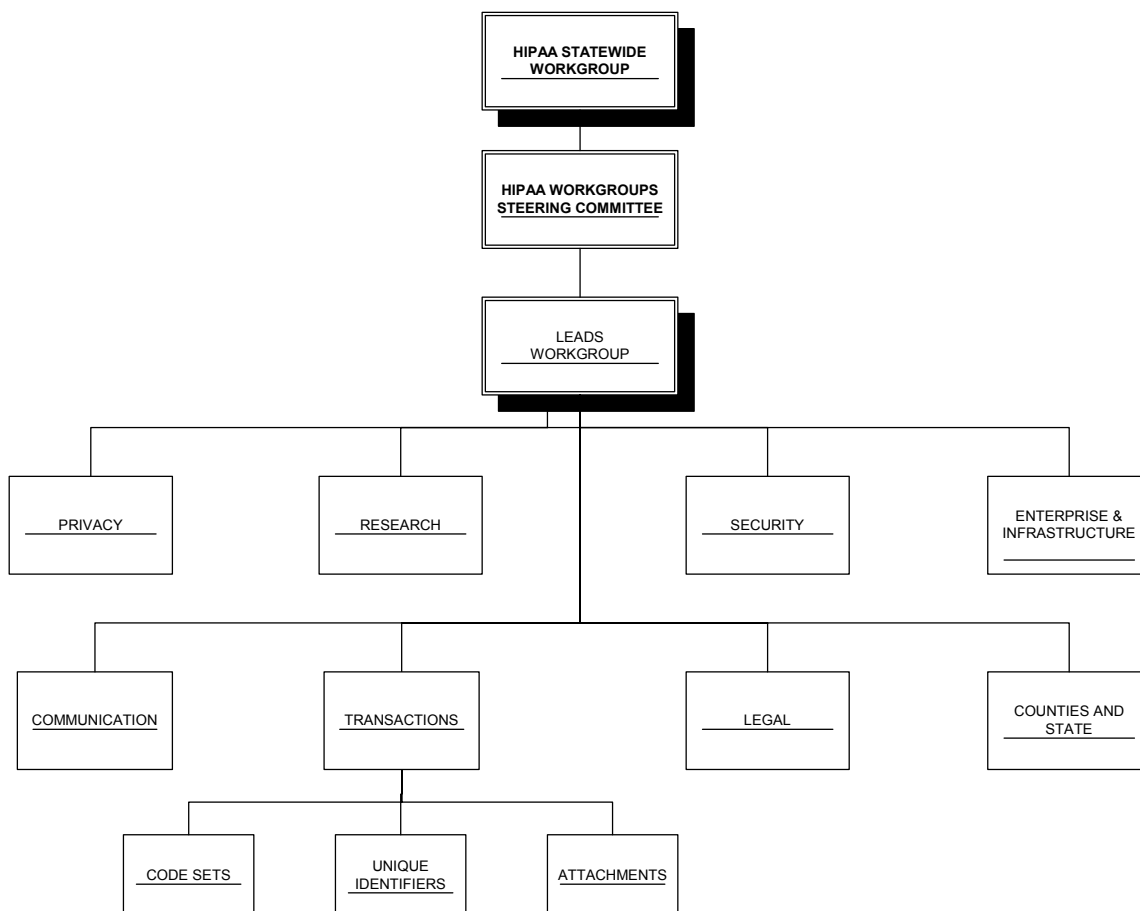 HIPAA STATEWIDE
WORKGROUP
HIPAA WORKGROUPS
STEERING COMMITTEE
LEADS
WORKGROUP
PRIVACY
RESEARCH
SECURITY
ENTERPRISE &
INFRASTRUCTURE
COMMUNICATION
TRANSACTIONS
LEGAL
COUNTIES AND
STATE
CODE SETS
UNIQUE
IDENTIFIERS
ATTACHMENTS